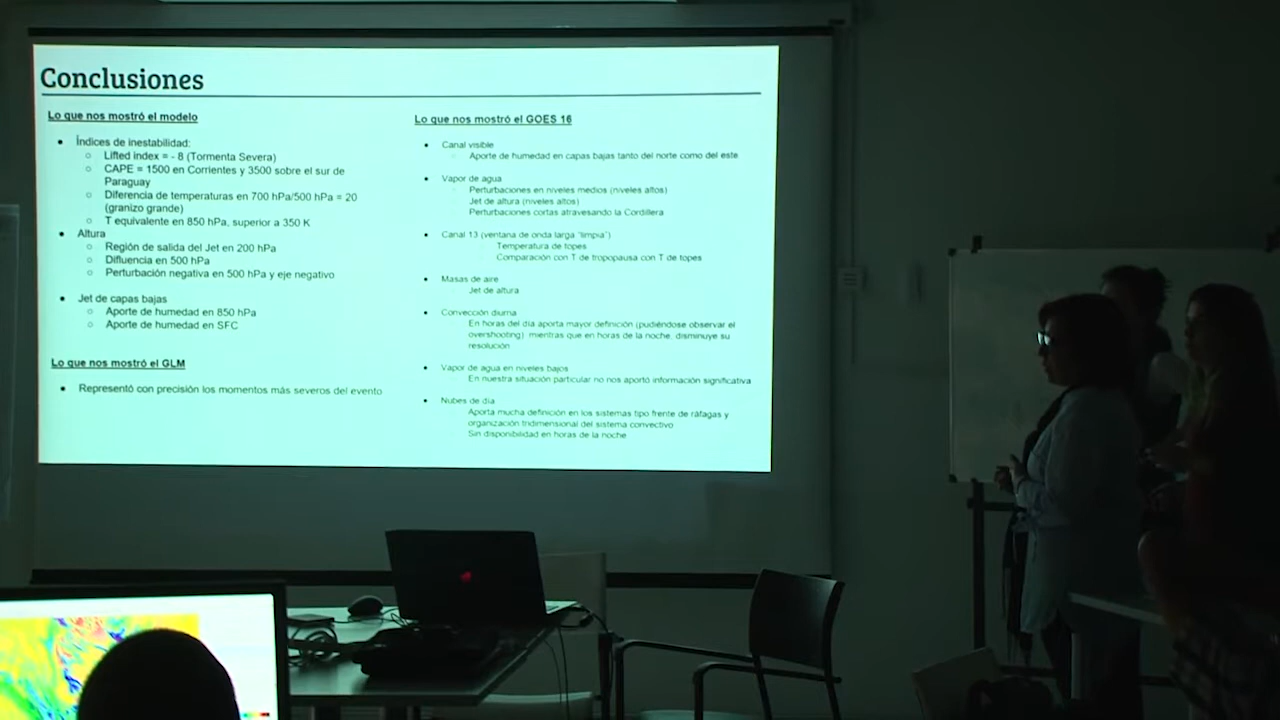 Conclusiones
Lo que nos mostró el modelo
Índices de inestabilidad:
Lifted index = - 8 (Tormenta Severa)
CAPE = 1500 en Corrientes y 3500 sobre el sur de
Paraguay
Diferencia de temperaturas en 700 hPa/500 hPa = 20
(granizo grande)
T equivalente en 850 hPa, superior a 350 K
Altura
Región de salida del Jet en 200 hPa
Difluencia en 500 hPa
Perturbación negativa en 500 hPa y eje negativo
Jet de capas bajas
Aporte de humedad en 850 hPa
Aporte de humedad en SFC
Lo que nos mostró el GLM
Representó con precisión los momentos más severos del evento
Lo que nos mostró el GOES 16
Canal visible
Aporte de humedad en capas bajas tanto del norte como del este
Vapor de agua
Perturbaciones en niveles medios (niveles altos)
Jet de altura (niveles altos)
Perturbaciones cortas atravesando la Cordillera
Canal 13 (ventana de onda larga "limpia")
Temperatura de topes
Comparación con T de tropopausa con T de topes
Masas de aire
Jet de altura
Convección diurna
En horas del día aporta mayor definición (pudiéndose observar el
overshooting) mientras que en horas de la noche, disminuye su
resolución
Vapor de agua en niveles bajos
En nuestra situación particular no nos aportó información significativa
Nubes de día
Aporta mucha definición en los sistemas tipo frente de ráfagas y
organización tridimensional del sistema convectivo
Sin disponibilidad en horas de la noche